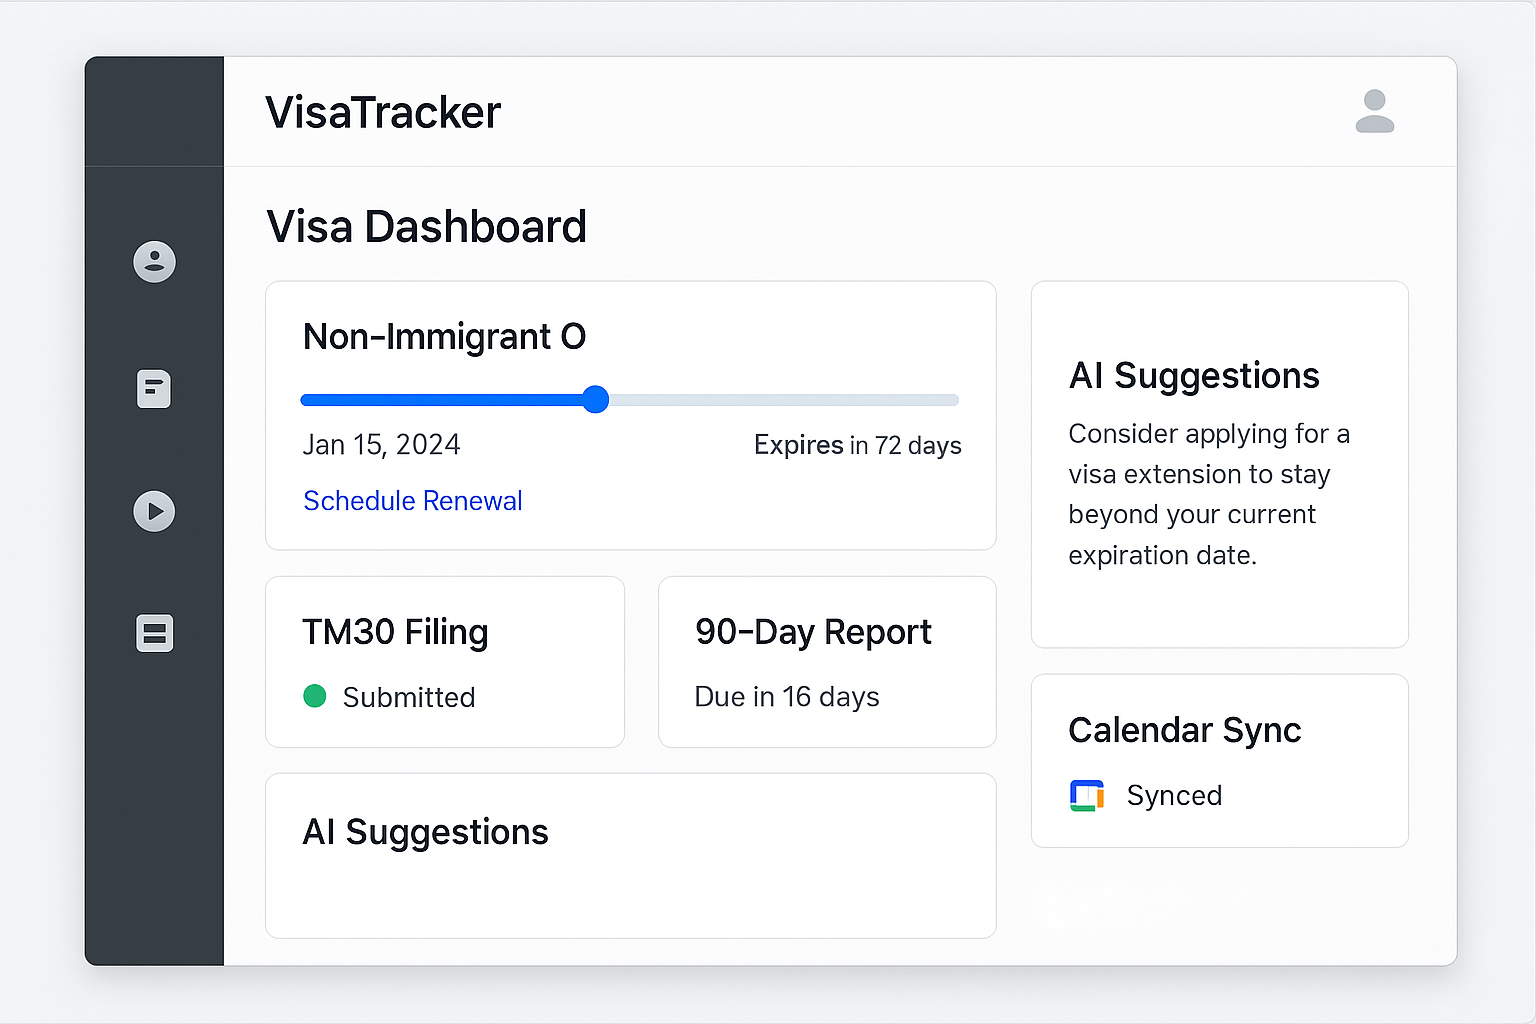 VisaTracker
Visa Dashboard
Non-Immigrant O
Jan 15, 2024
Expires in 72 days
Schedule Renewal
TM30 Filing
Submitted
90-Day Report
Due in 16 days
AI Suggestions
AI Suggestions
Consider applying for a
visa extension to stay
beyond your current
expiration date.
Calendar Sync
Synced